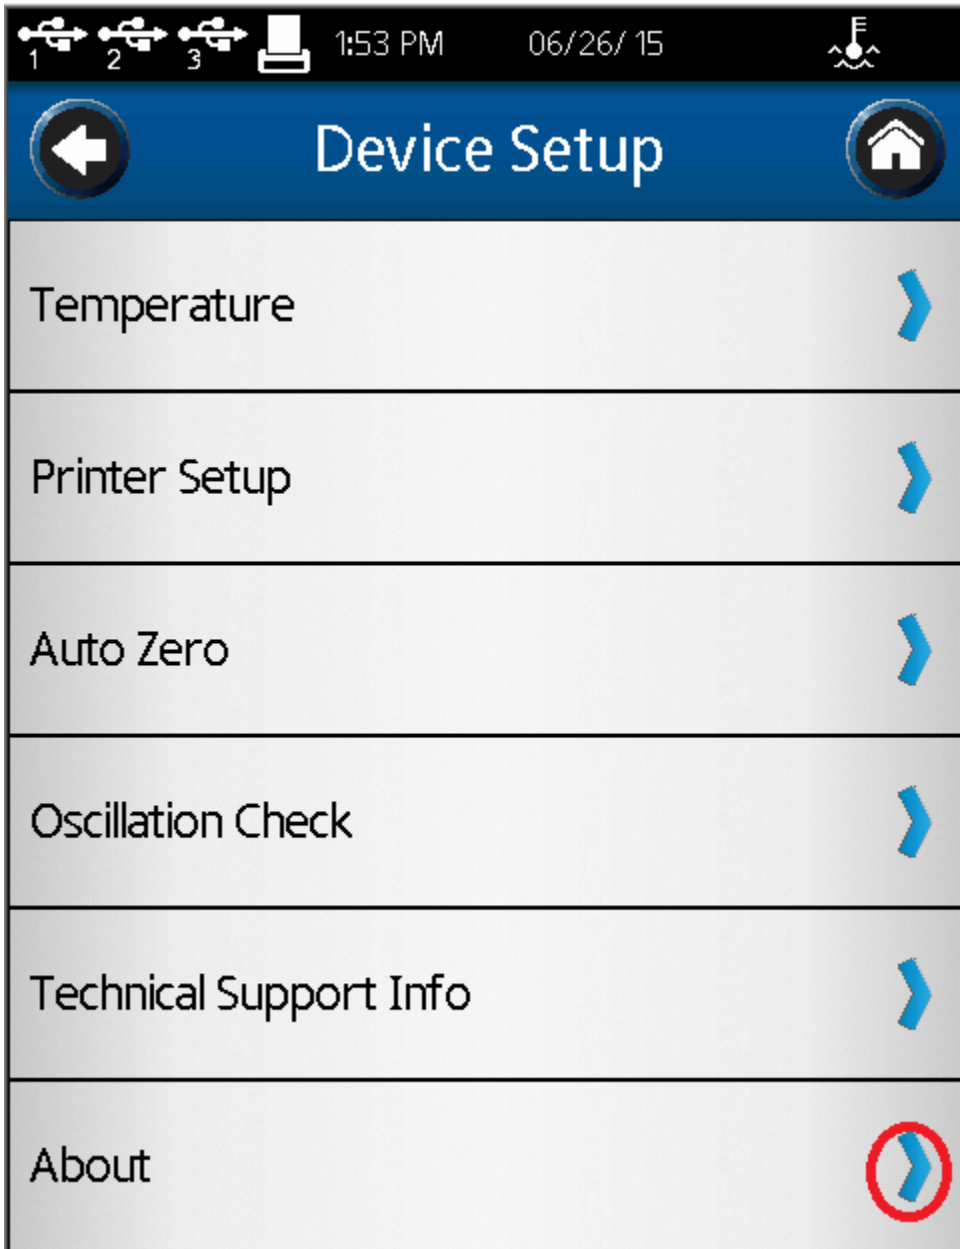 1 2 3 1:53 PM 06/26/ 15 F
Device Setup
Temperature
Printer Setup
Auto Zero
Oscillation Check
Technical Support Info
About